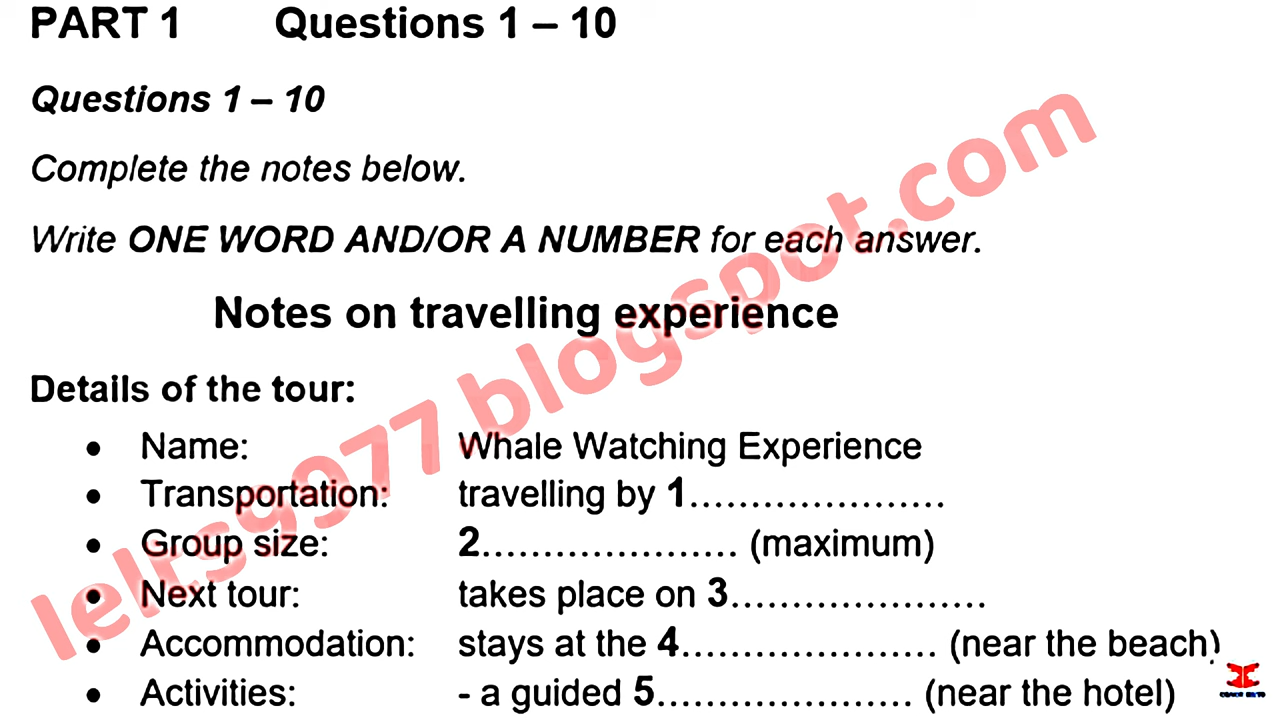 PART 1 Questions 1 – 10
Questions 1 – 10
Complete the notes below.
Write ONE WORD AND/OR A NUMBER for each answer.
Notes on travelling experience
Details of the tour:
• Name: Whale Watching Experience
• Transportation: travelling by 1.....................
• Group size: 2..................... (maximum)
• Next tour: takes place on 3.....................
• Accommodation: stays at the 4..................... (near the beach)
• Activities: - a guided 5..................... (near the hotel)
Ielts9977.blogspot.com